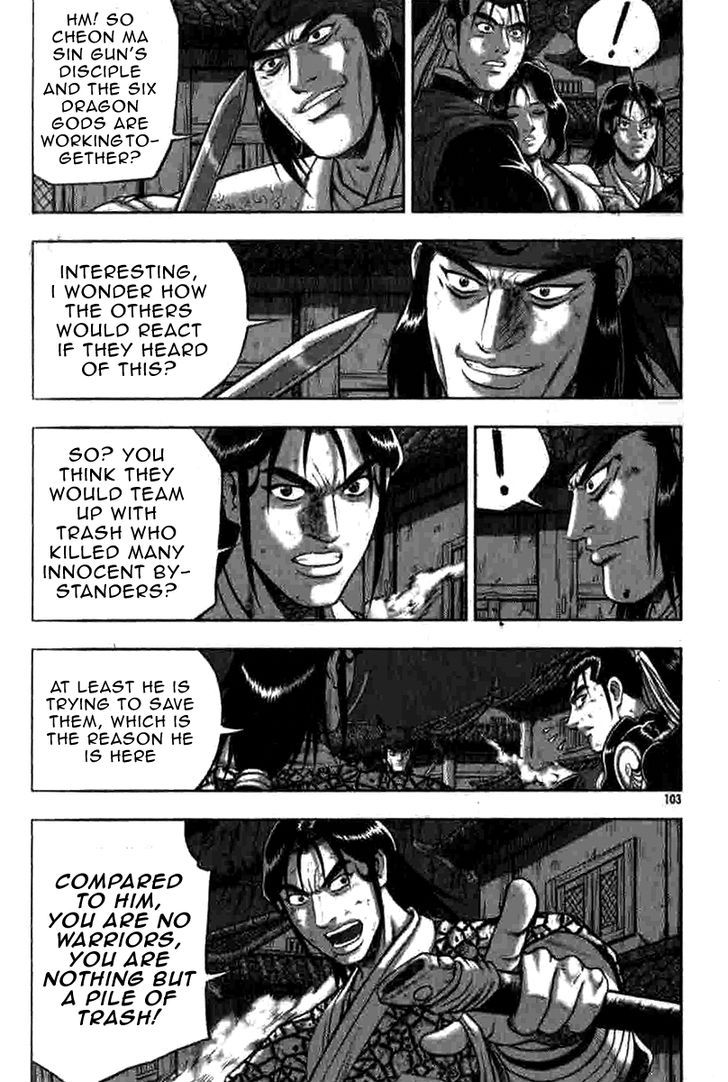 HM! SO
CHEON MA
SIN GUN'S
DISCIPLE
AND THE SIX
DRAGON
GODS ARE
WORKING TO-
GETHER?
!
INTERESTING,
I WONDER HOW
THE OTHERS
WOULD REACT
IF THEY HEARD
OF THIS?
SO? YOU
THINK THEY
WOULD TEAM
UP WITH
TRASH WHO
KILLED MANY
INNOCENT BY-
STANDERS?
!
AT LEAST HE IS
TRYING TO SAVE
THEM, WHICH IS
THE REASON HE
IS HERE
103
COMPARED
TO HIM,
YOU ARE NO
WARRIORS,
YOU ARE
NOTHING BUT
A PILE OF
TRASH!